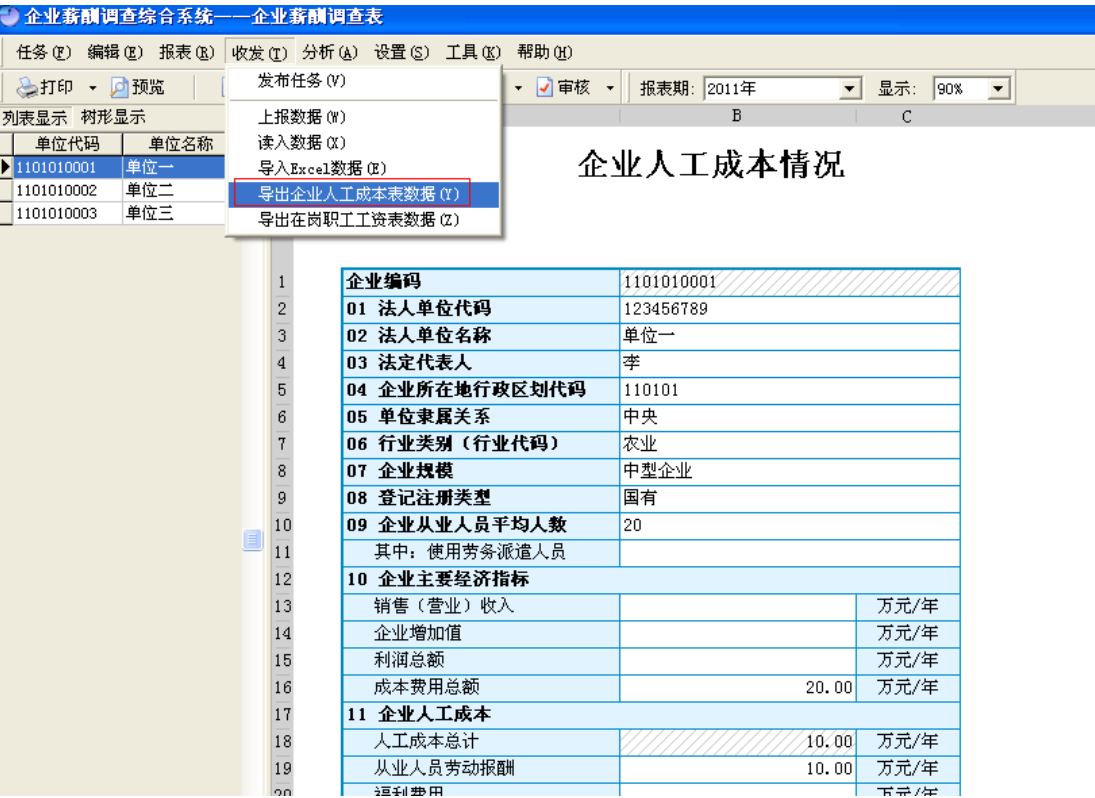 企业薪酬调查综合系统——企业薪酬调查表
任务(F) 编辑(E) 报表(R) 收发(T) 分析(A) 设置(S) 工具(K) 帮助(H)
打印 预览 审核 报表期: 2011年 显示: 90%
列表显示 树形显示
单位代码 单位名称
1101010001 单位一
1101010002 单位二
1101010003 单位三
发布任务(V)
上报数据(W)
读入数据(X)
导入Excel数据(E)
导出企业人工成本表数据(Y)
导出在岗职工工资表数据(Z)
B C
企业人工成本情况
1 企业编码 1101010001
2 01 法人单位代码 123456789
3 02 法人单位名称 单位一
4 03 法定代表人 李
5 04 企业所在地行政区划代码 110101
6 05 单位隶属关系 中央
7 06 行业类别（行业代码） 农业
8 07 企业规模 中型企业
9 08 登记注册类型 国有
10 09 企业从业人员平均人数 20
11 其中：使用劳务派遣人员
12 10 企业主要经济指标
13 销售（营业）收入 万元/年
14 企业增加值 万元/年
15 利润总额 万元/年
16 成本费用总额 20.00 万元/年
17 11 企业人工成本
18 人工成本总计 10.00 万元/年
19 从业人员劳动报酬 10.00 万元/年
20 福利费用 万元/年